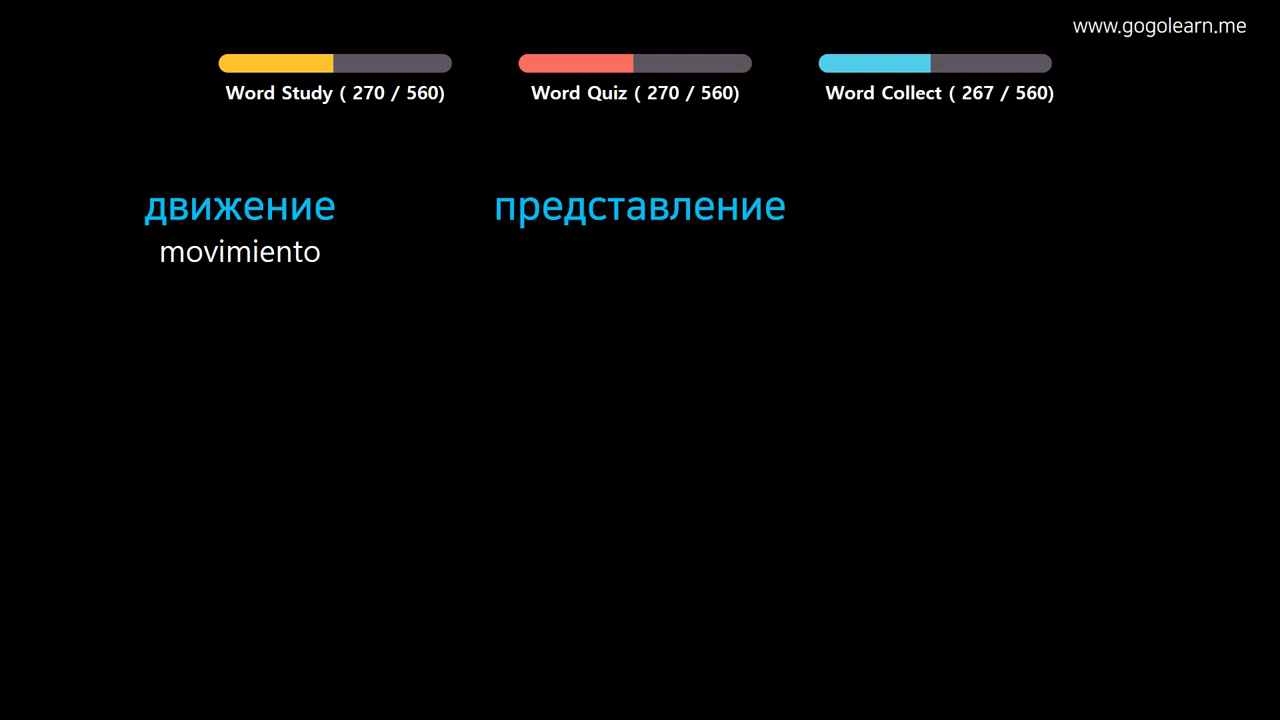 www.gogolearn.me
Word Study ( 270 / 560)
Word Quiz ( 270 / 560)
Word Collect ( 267 / 560)
движение
movimiento
представление